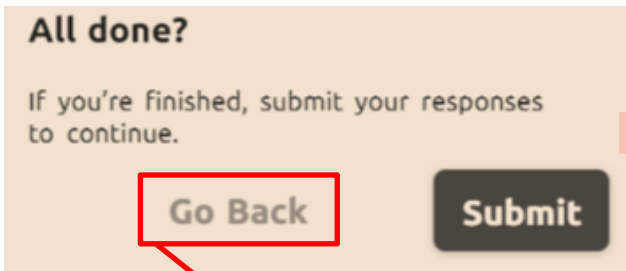 All done?
If you're finished, submit your responses
to continue.
Go Back
Submit